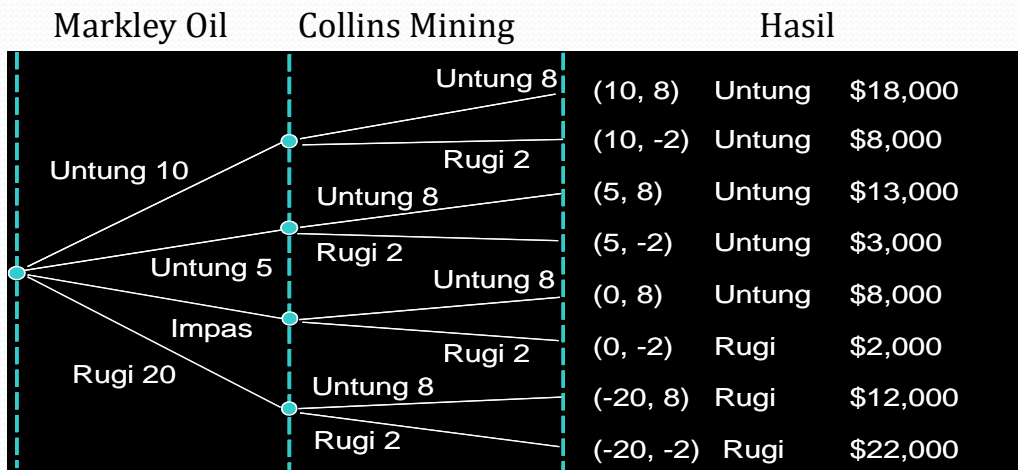 Markley Oil Collins Mining Hasil
Untung 8
(10, 8) Untung $18,000
(10, -2) Untung $8,000
Rugi 2
Untung 10
Untung 8
(5, 8) Untung $13,000
Rugi 2
(5, -2) Untung $3,000
Untung 5
Untung 8
(0, 8) Untung $8,000
Impas
Rugi 2
(0, -2) Rugi $2,000
Rugi 20
Untung 8
(-20, 8) Rugi $12,000
Rugi 2
(-20, -2) Rugi $22,000